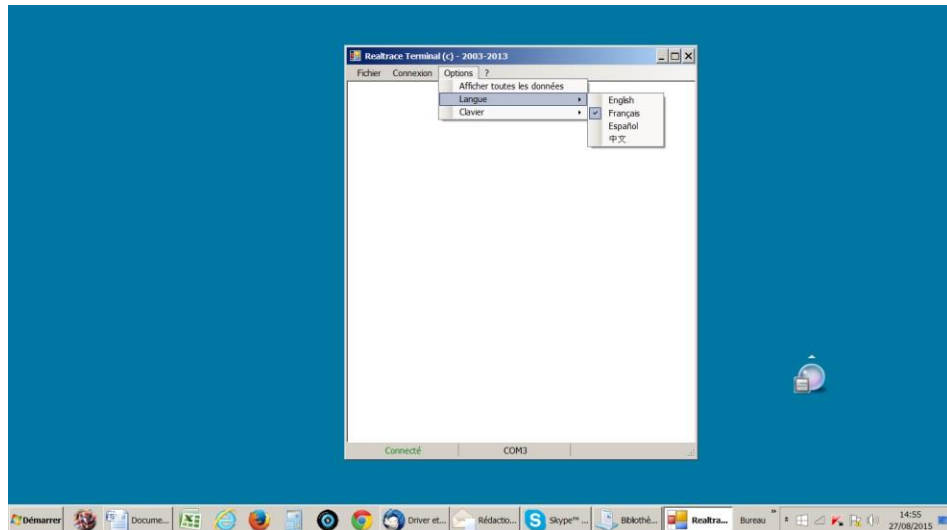 Realtrace Terminal (c) - 2003-2013
Fichier Connexion Options ?
Afficher toutes les données
Langue
Clavier
English
Français
Español
中文
Connecté COM3
Démarrer Docume... Driver et... Rédactio... Skype™ ... Biblothè... Realtra... Bureau » 14:55
27/08/2015